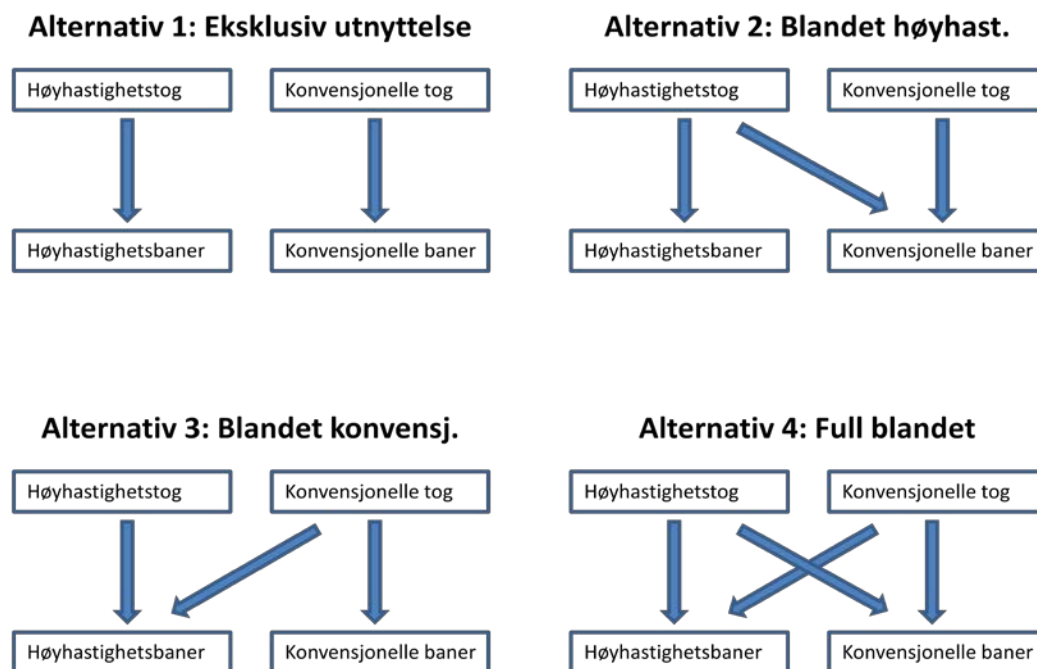 Alternativ 1: Eksklusiv utnyttelse
Høyhastighetstog
Konvensjonelle tog
Høyhastighetsbaner
Konvensjonelle baner
Alternativ 2: Blandet høyhast.
Høyhastighetstog
Konvensjonelle tog
Høyhastighetsbaner
Konvensjonelle baner
Alternativ 3: Blandet konvensj.
Høyhastighetstog
Konvensjonelle tog
Høyhastighetsbaner
Konvensjonelle baner
Alternativ 4: Full blandet
Høyhastighetstog
Konvensjonelle tog
Høyhastighetsbaner
Konvensjonelle baner